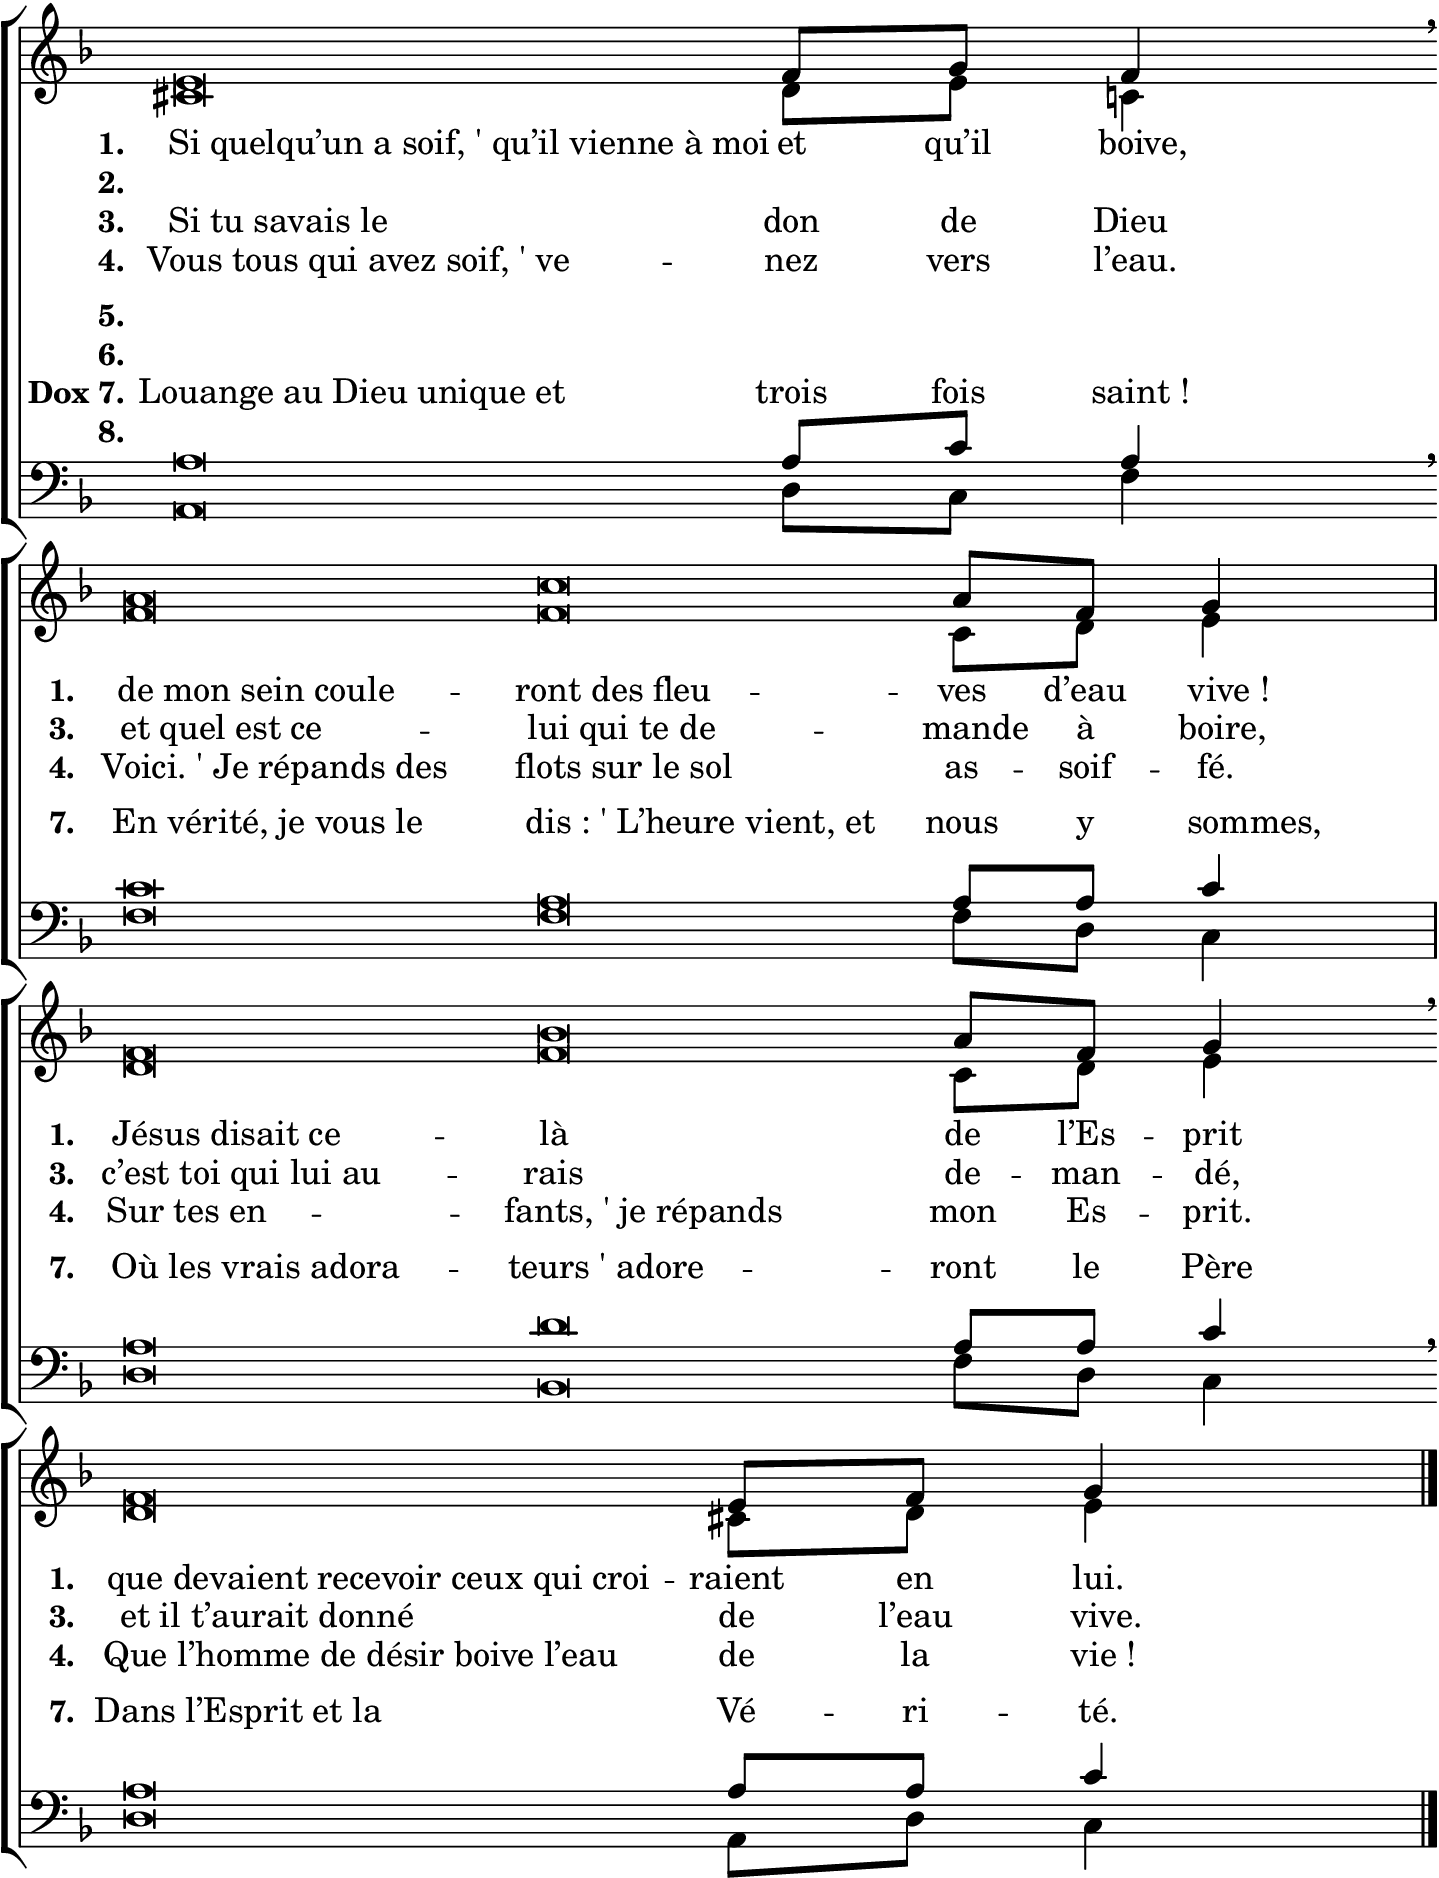 1. Si quelqu’un a soif, ' qu’il vienne à moi et qu’il boive,
2.
3. Si tu savais le don de Dieu
4. Vous tous qui avez soif, ' ve - nez vers l’eau.
5.
6.
Dox 7. Louange au Dieu unique et trois fois saint !
8.
1. de mon sein coule - ront des fleu - ves d’eau vive !
3. et quel est ce - lui qui te de - mande à boire,
4. Voici. ' Je répands des flots sur le sol as - soif - fé.
7. En vérité, je vous le dis : ' L’heure vient, et nous y sommes,
1. Jésus disait ce - là de l’Es - prit
3. c’est toi qui lui au - rais de - man - dé,
4. Sur tes en - fants, ' je répands mon Es - prit.
7. Où les vrais adora - teurs ' adore - ront le Père
1. que devaient recevoir ceux qui croi - raient en lui.
3. et il t’aurait donné de l’eau vive.
4. Que l’homme de désir boive l’eau de la vie !
7. Dans l’Esprit et la Vé - ri - té.